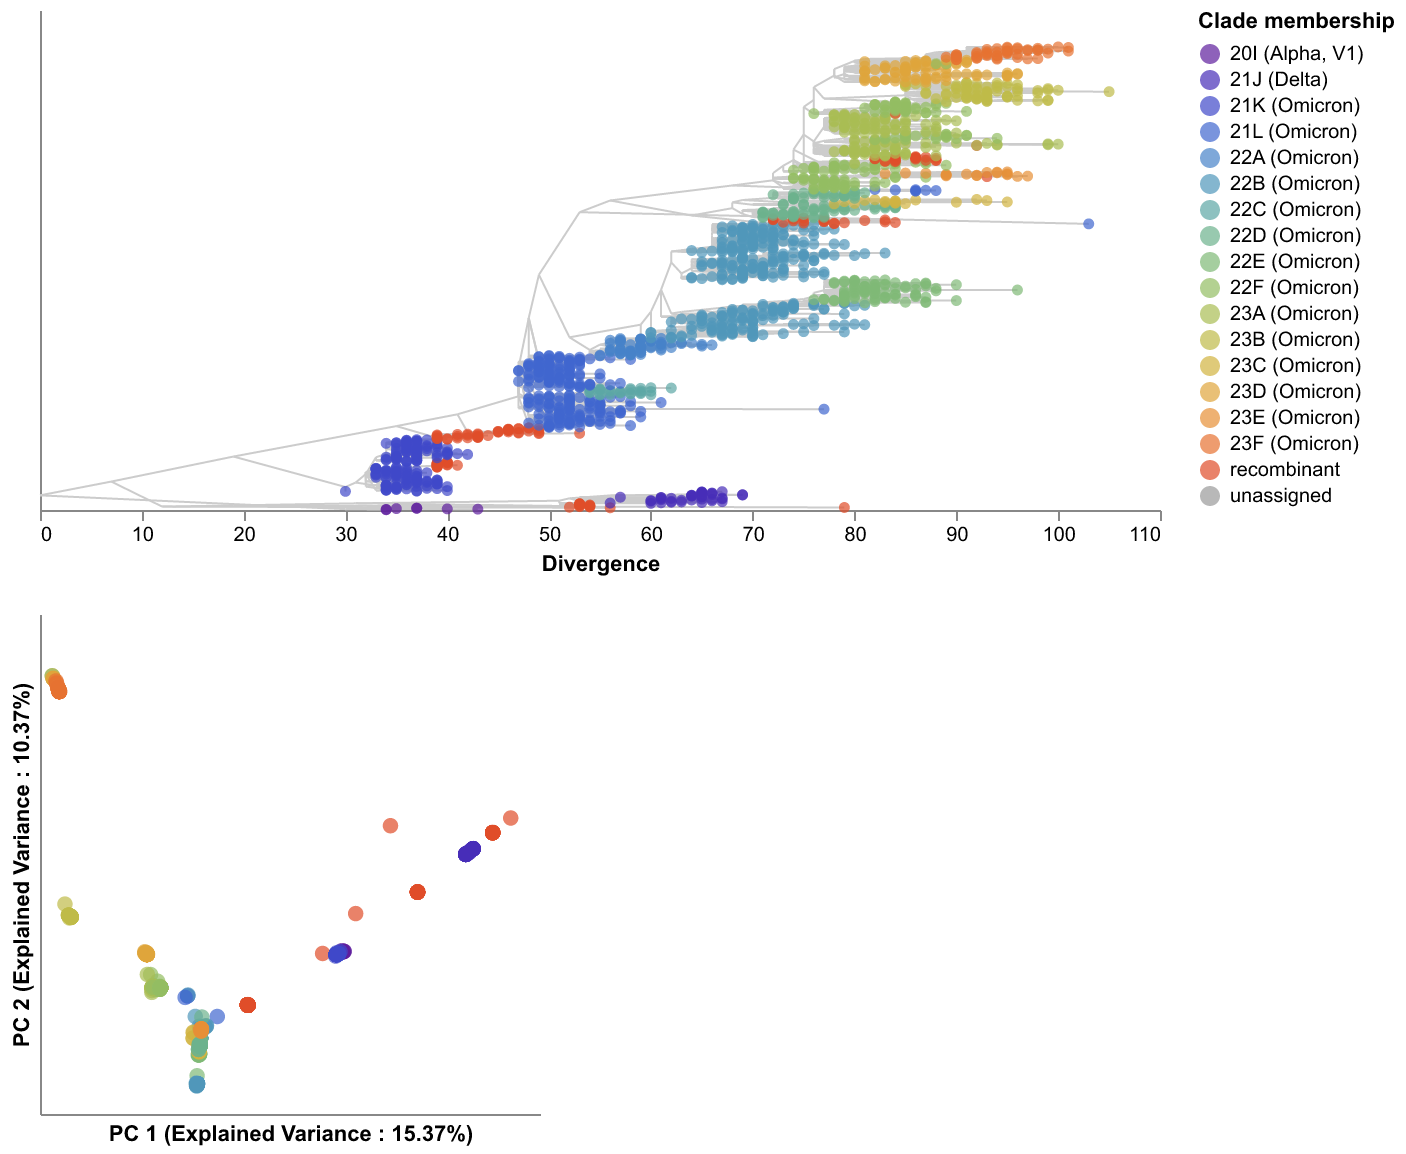 Clade membership
20I (Alpha, V1)
21J (Delta)
21K (Omicron)
21L (Omicron)
22A (Omicron)
22B (Omicron)
22C (Omicron)
22D (Omicron)
22E (Omicron)
22F (Omicron)
23A (Omicron)
23B (Omicron)
23C (Omicron)
23D (Omicron)
23E (Omicron)
23F (Omicron)
recombinant
unassigned
0 10 20 30 40 50 60 70 80 90 100 110
Divergence
PC 2 (Explained Variance : 10.37%)
PC 1 (Explained Variance : 15.37%)